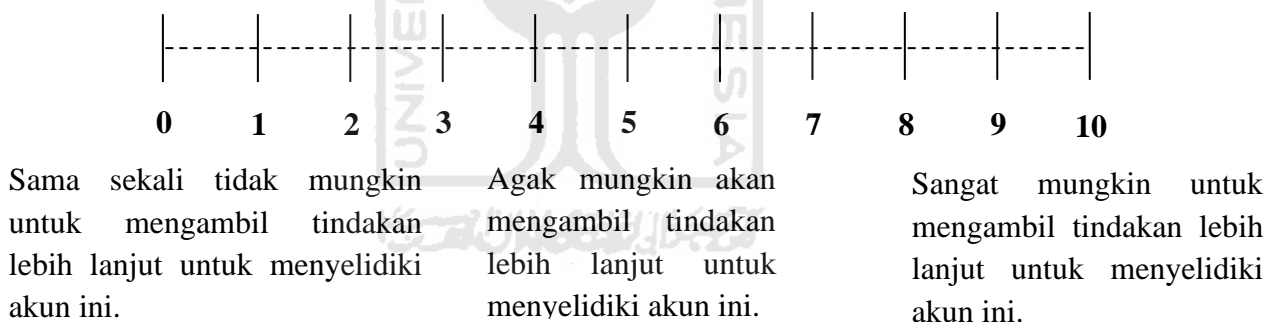 UNIVE
NESIA
0 1 2 3 4 5 6 7 8 9 10
Sama sekali tidak mungkin
untuk mengambil tindakan
lebih lanjut untuk menyelidiki
akun ini.
Agak mungkin akan
mengambil tindakan
lebih lanjut untuk
menyelidiki akun ini.
Sangat mungkin untuk
mengambil tindakan lebih
lanjut untuk menyelidiki
akun ini.